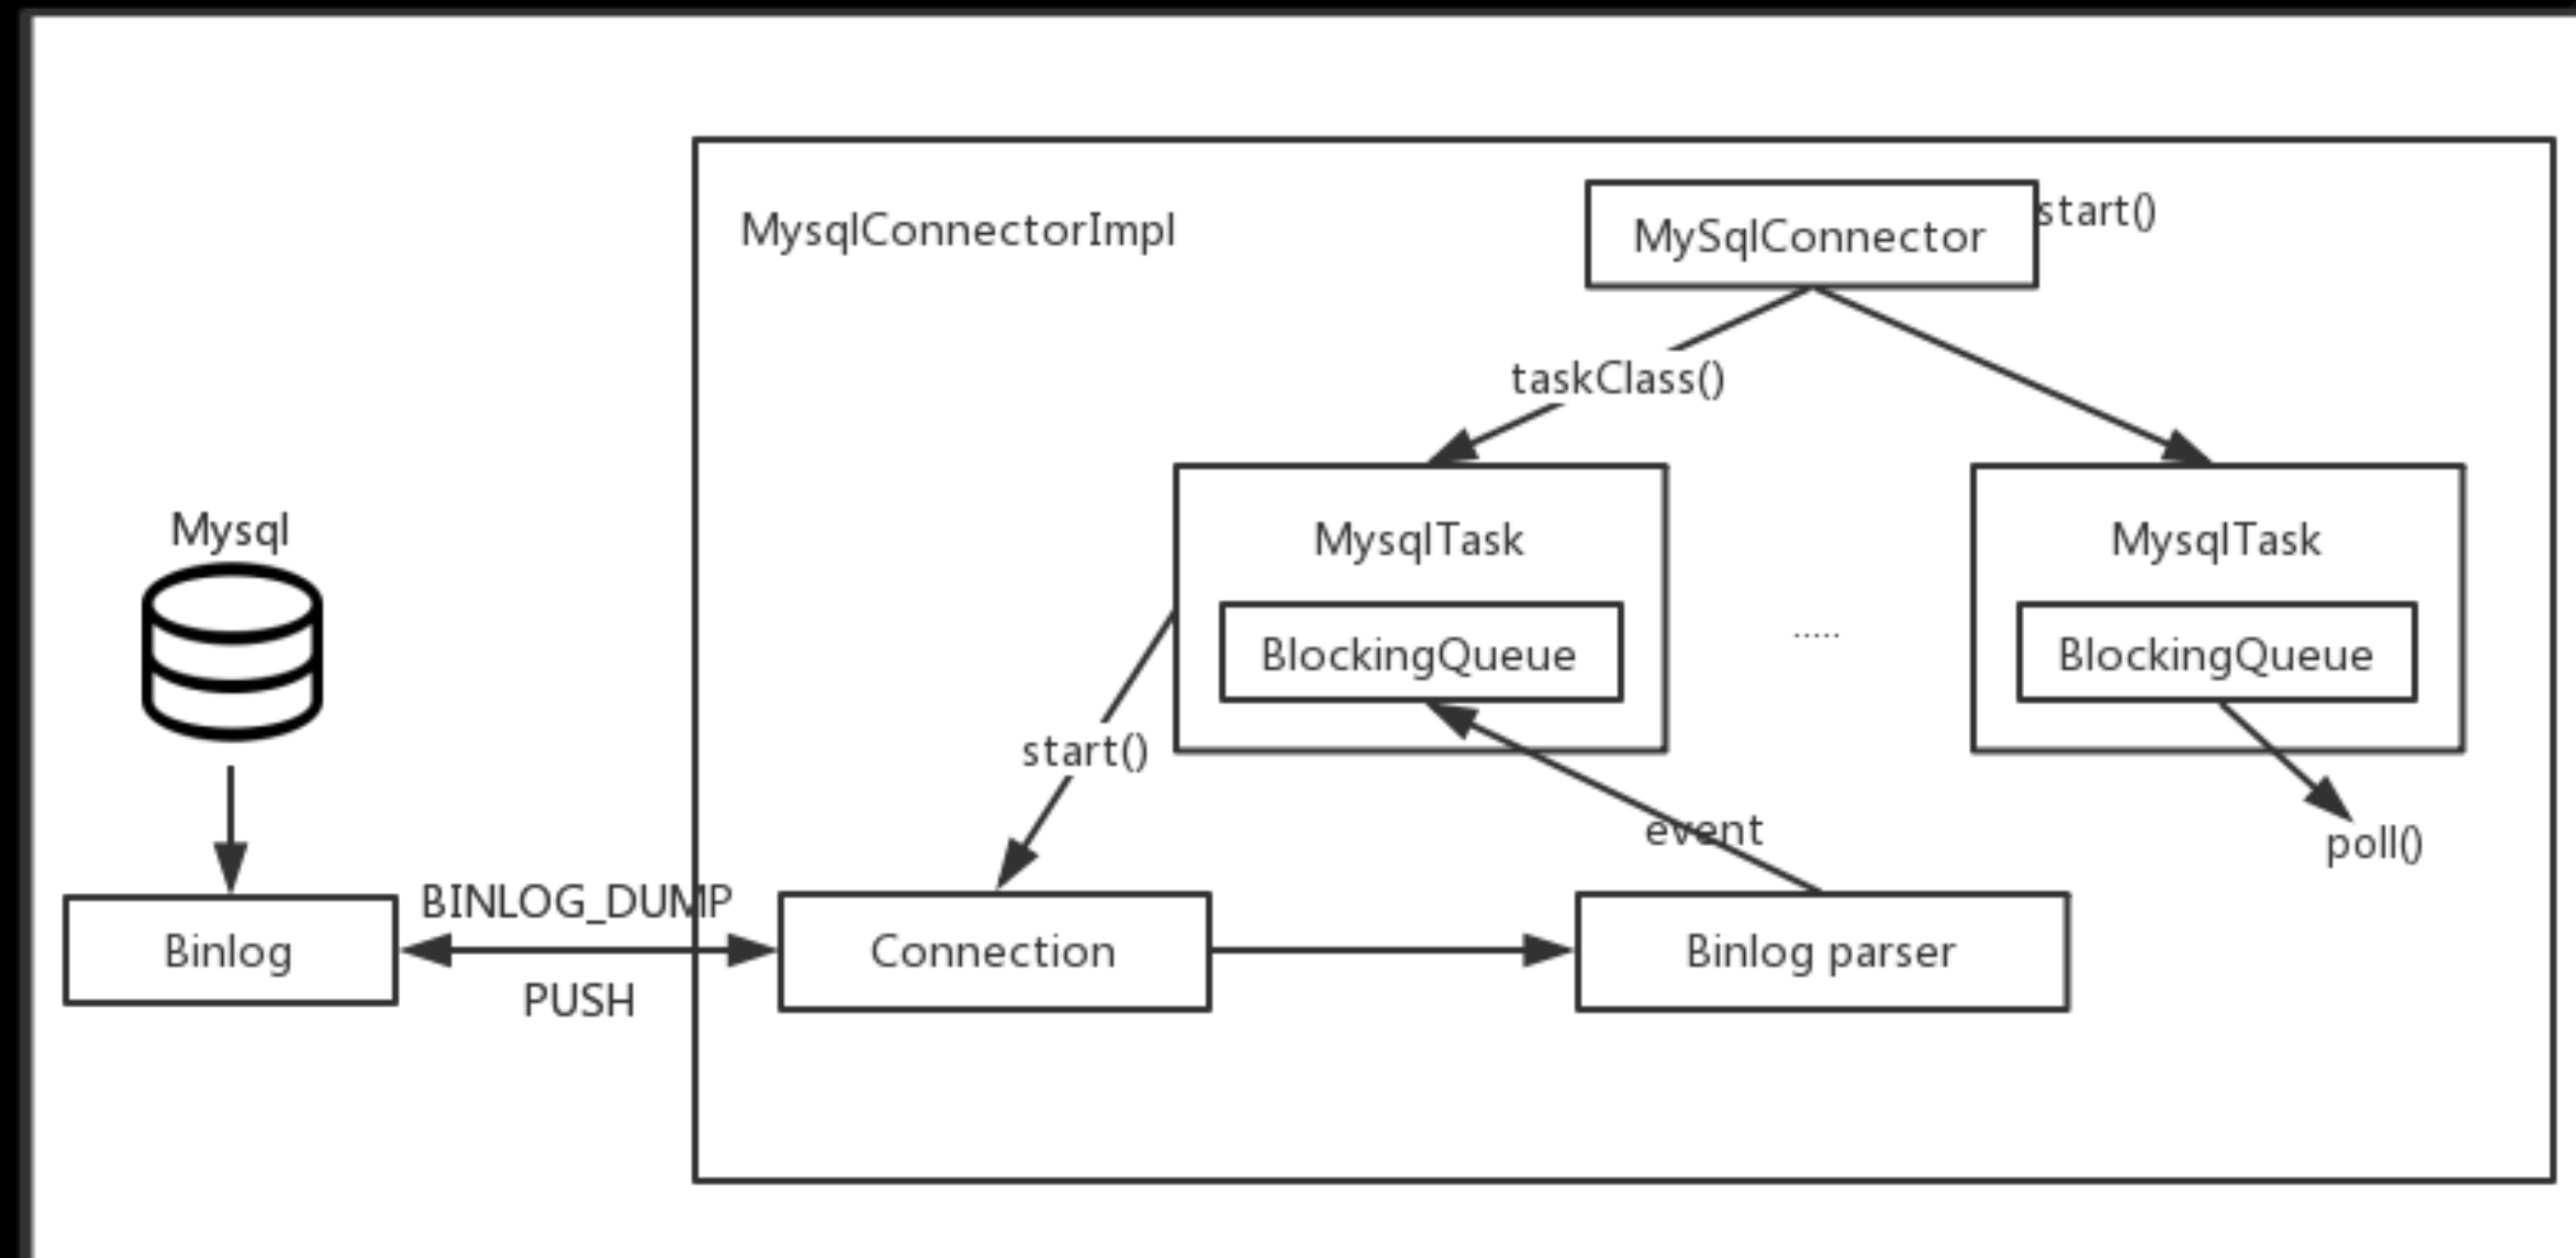 MySqlConnector
start()
MysqlConnectorImpl
taskClass()
Mysql
MysqlTask
MysqlTask
BlockingQueue
.....
BlockingQueue
start()
event
poll()
BINLOG_DUMP
Binlog
Connection
Binlog parser
PUSH